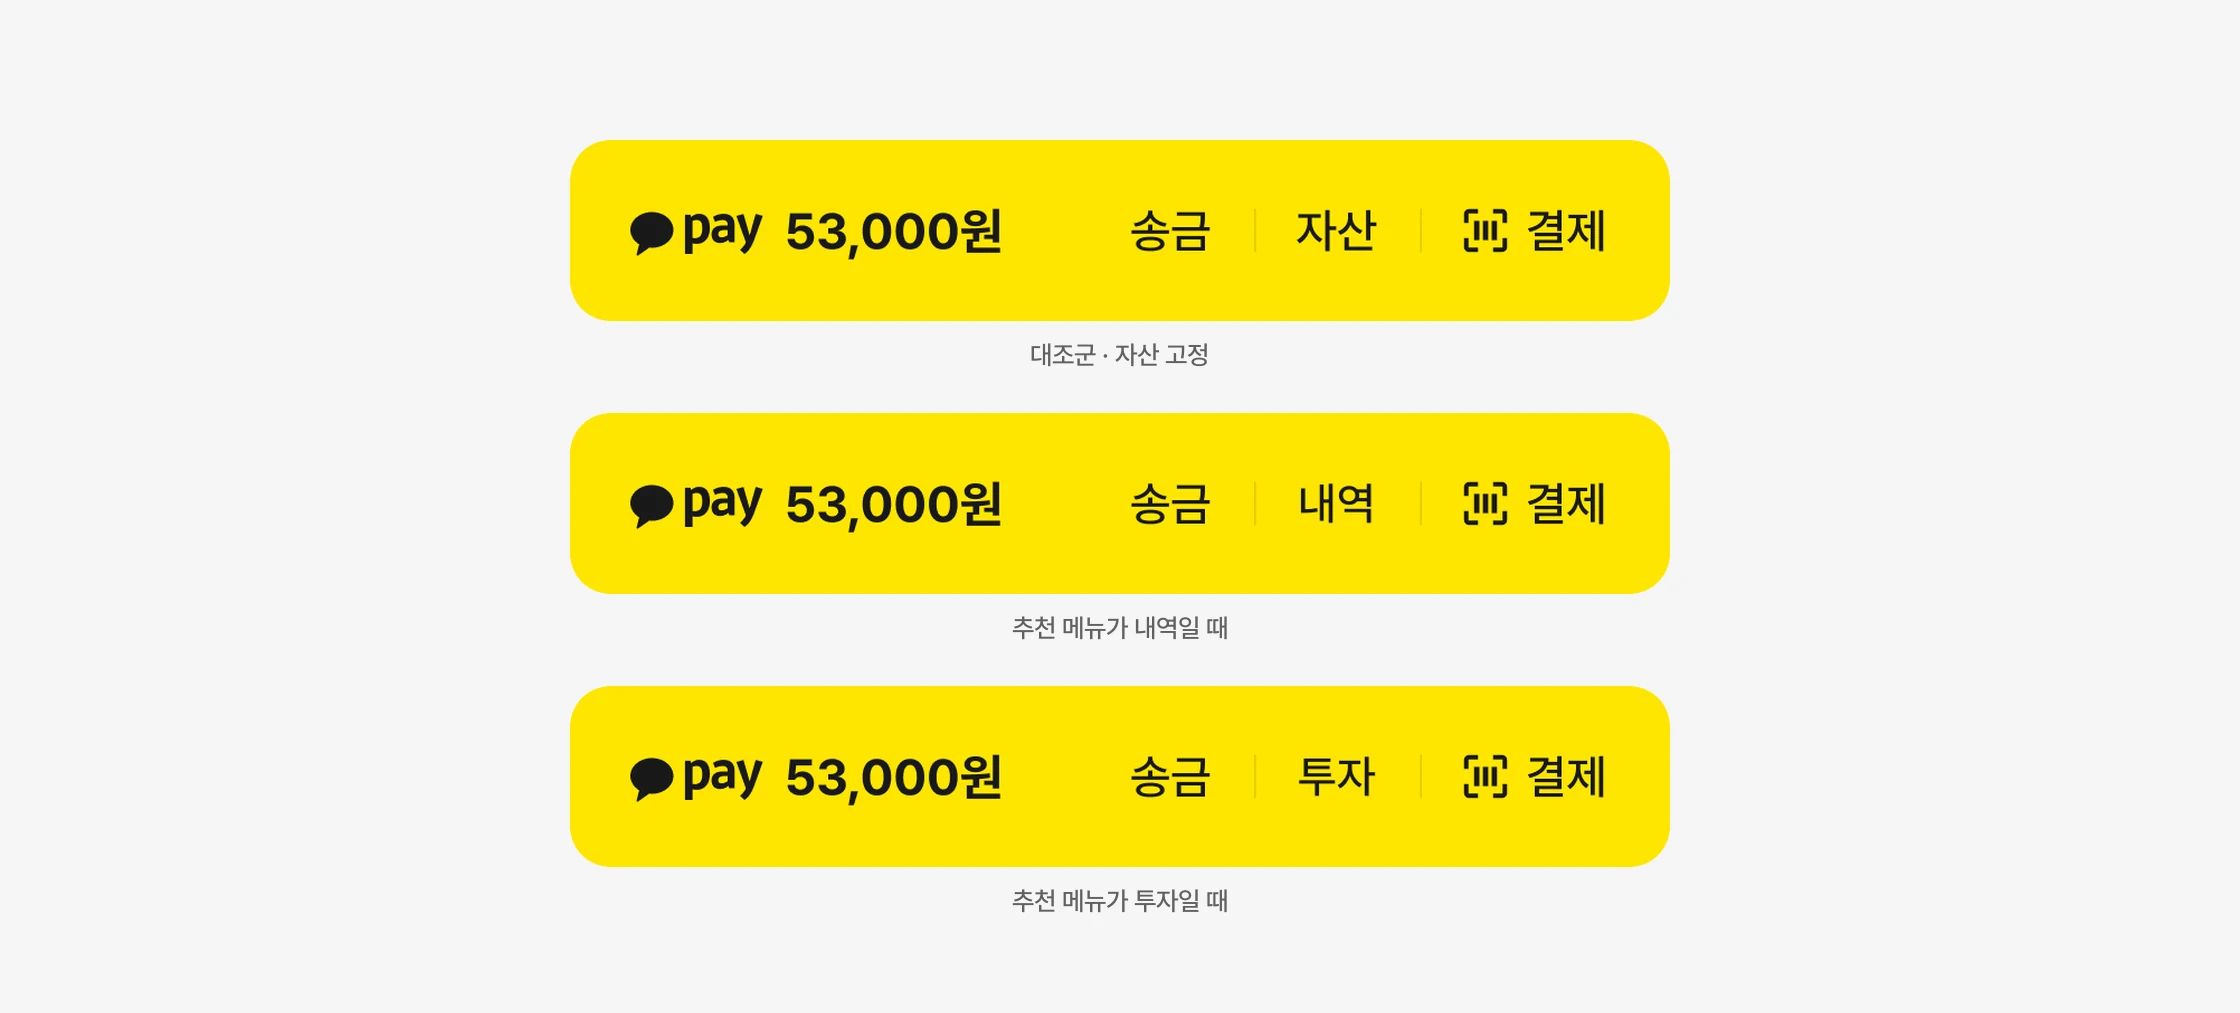 pay 53,000원 송금 자산 결제
대조군 · 자산 고정
pay 53,000원 송금 내역 결제
추천 메뉴가 내역일 때
pay 53,000원 송금 투자 결제
추천 메뉴가 투자일 때